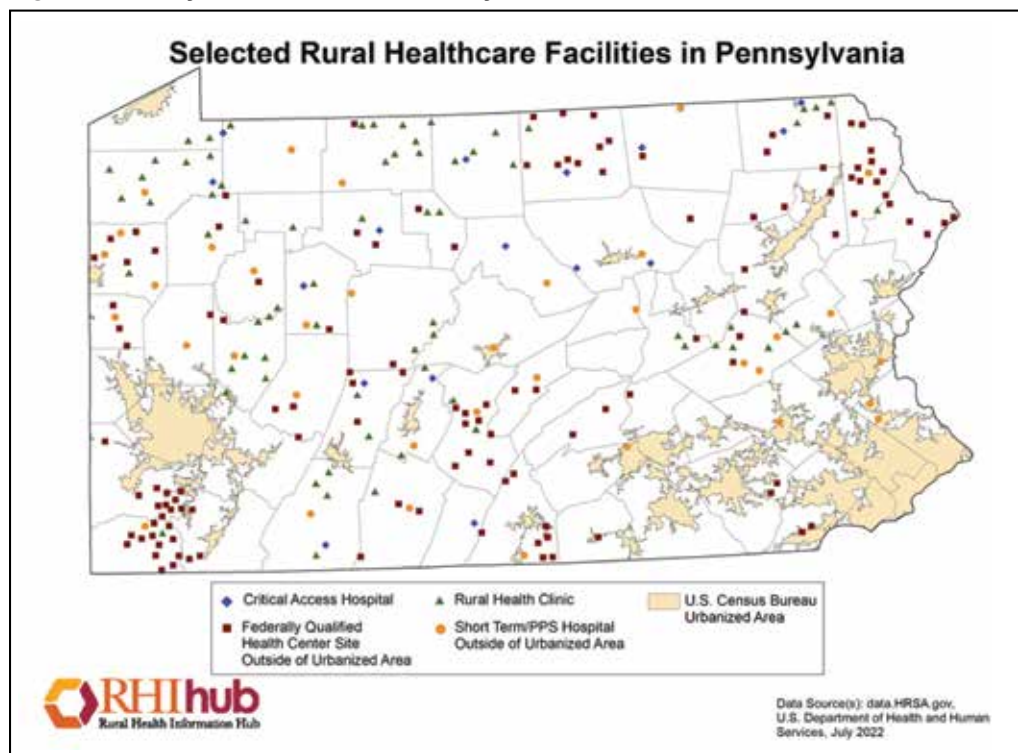 Selected Rural Healthcare Facilities in Pennsylvania
Critical Access Hospital
Rural Health Clinic
U.S. Census Bureau
Urbanized Area
Federally Qualified
Health Center Site
Outside of Urbanized Area
Short Term/PPS Hospital
Outside of Urbanized Area
RHIhub
Rural Health Information Hub
Data Source(s): data.HRSA.gov,
U.S. Department of Health and Human
Services, July 2022